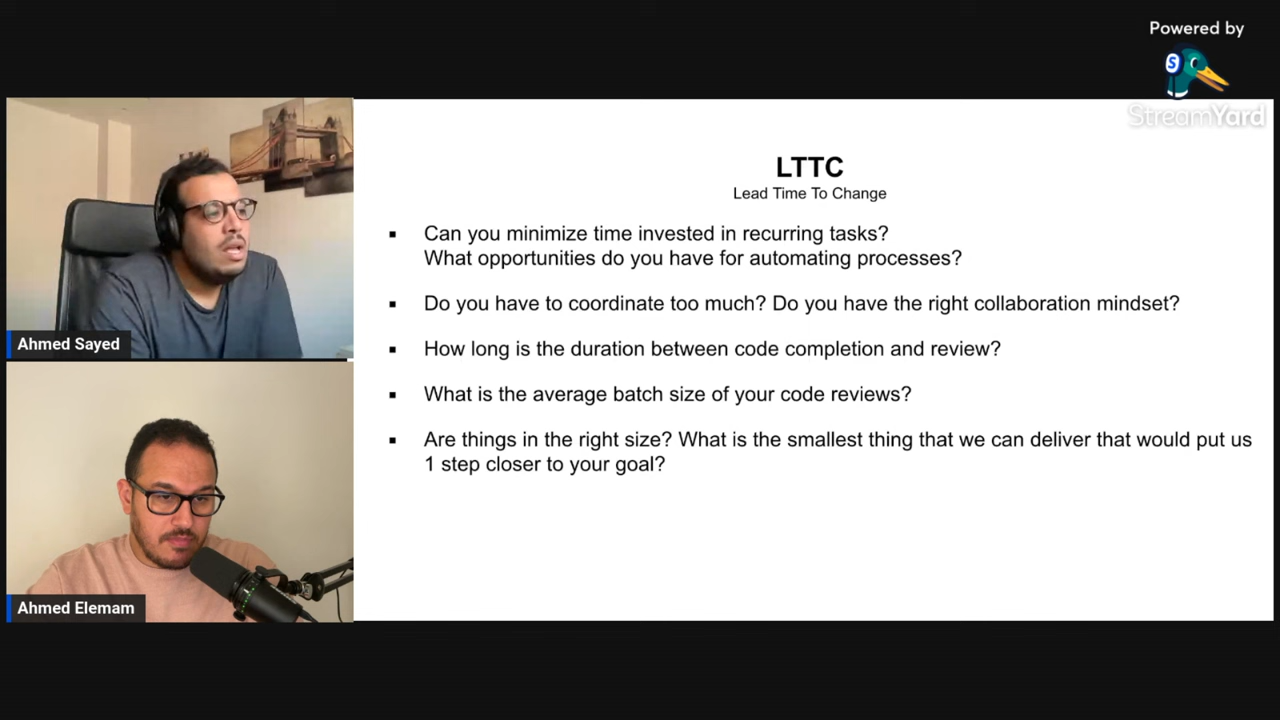 Powered by
S
StreamYard
LTTC
Lead Time To Change
▪ Can you minimize time invested in recurring tasks?
What opportunities do you have for automating processes?
▪ Do you have to coordinate too much? Do you have the right collaboration mindset?
▪ How long is the duration between code completion and review?
▪ What is the average batch size of your code reviews?
▪ Are things in the right size? What is the smallest thing that we can deliver that would put us
1 step closer to your goal?
Ahmed Sayed
Ahmed Elemam